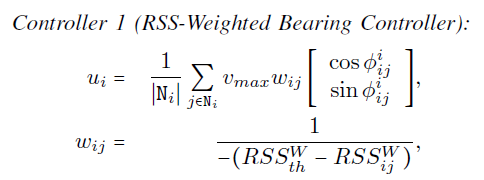 Controller 1 (RSS-Weighted Bearing Controller):
u_i = \frac{1}{|N_i|} \sum_{j \in N_i} v_{max} w_{ij} \begin{bmatrix} \cos \phi_{ij}^{i} \\ \sin \phi_{ij}^{i} \end{bmatrix},
w_{ij} = \frac{1}{-(RSS_{th}^{W} - RSS_{ij}^{W})},